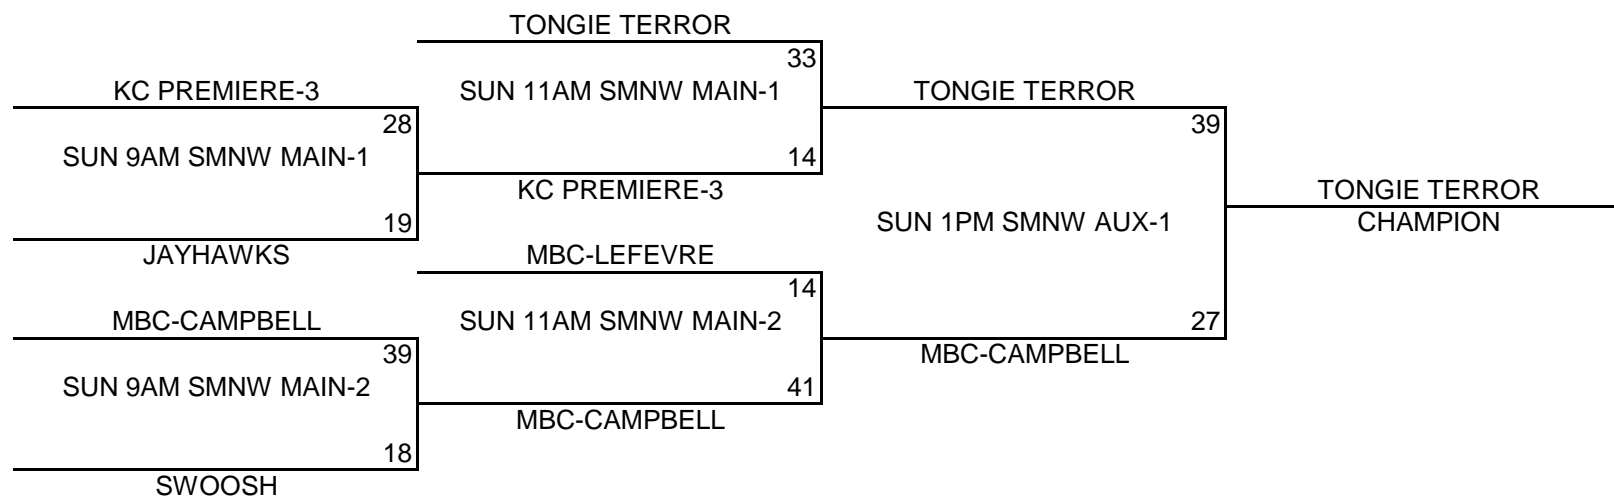 TONGIE TERROR
33
KC PREMIERE-3
SUN 11AM SMNW MAIN-1
TONGIE TERROR
28
39
SUN 9AM SMNW MAIN-1
14
KC PREMIERE-3
TONGIE TERROR
19
SUN 1PM SMNW AUX-1
CHAMPION
JAYHAWKS
MBC-LEFEVRE
14
MBC-CAMPBELL
SUN 11AM SMNW MAIN-2
27
39
MBC-CAMPBELL
SUN 9AM SMNW MAIN-2
41
MBC-CAMPBELL
18
SWOOSH